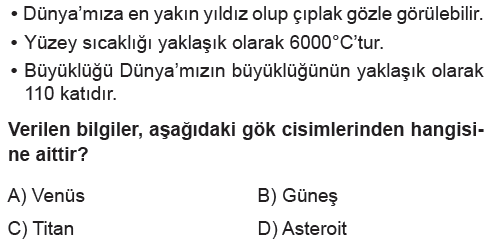 • Dünya’mıza en yakın yıldız olup çıplak gözle görülebilir.
• Yüzey sıcaklığı yaklaşık olarak 6000°C’tur.
• Büyüklüğü Dünya’mızın büyüklüğünün yaklaşık olarak
110 katıdır.
Verilen bilgiler, aşağıdaki gök cisimlerinden hangisi-
ne aittir?
A) Venüs B) Güneş
C) Titan D) Asteroit